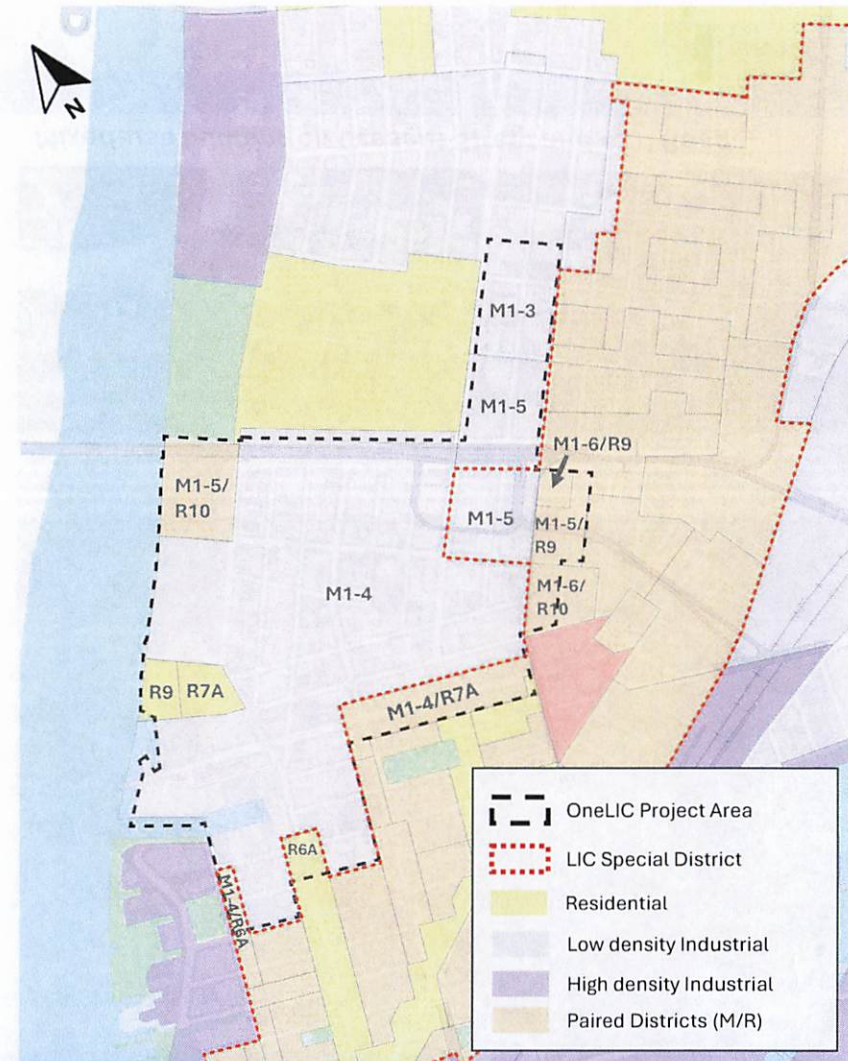 N
M1-3
M1-5
M1-6/R9
M1-5/
R10
M1-5
M1-5/
R9
M1-4
M1-6/
R10
R9
R7A
M1-4/R7A
R6A
M1-4/R6A
OneLIC Project Area
LIC Special District
Residential
Low density Industrial
High density Industrial
Paired Districts (M/R)